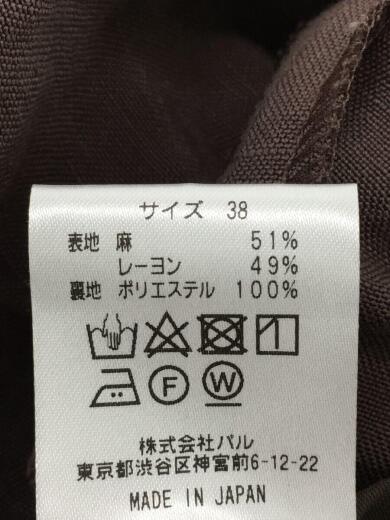 サイズ 38
表地 麻 51%
レーヨン 49%
裏地 ポリエステル 100%
F W
株式会社パル
東京都渋谷区神宮前6-12-22
MADE IN JAPAN